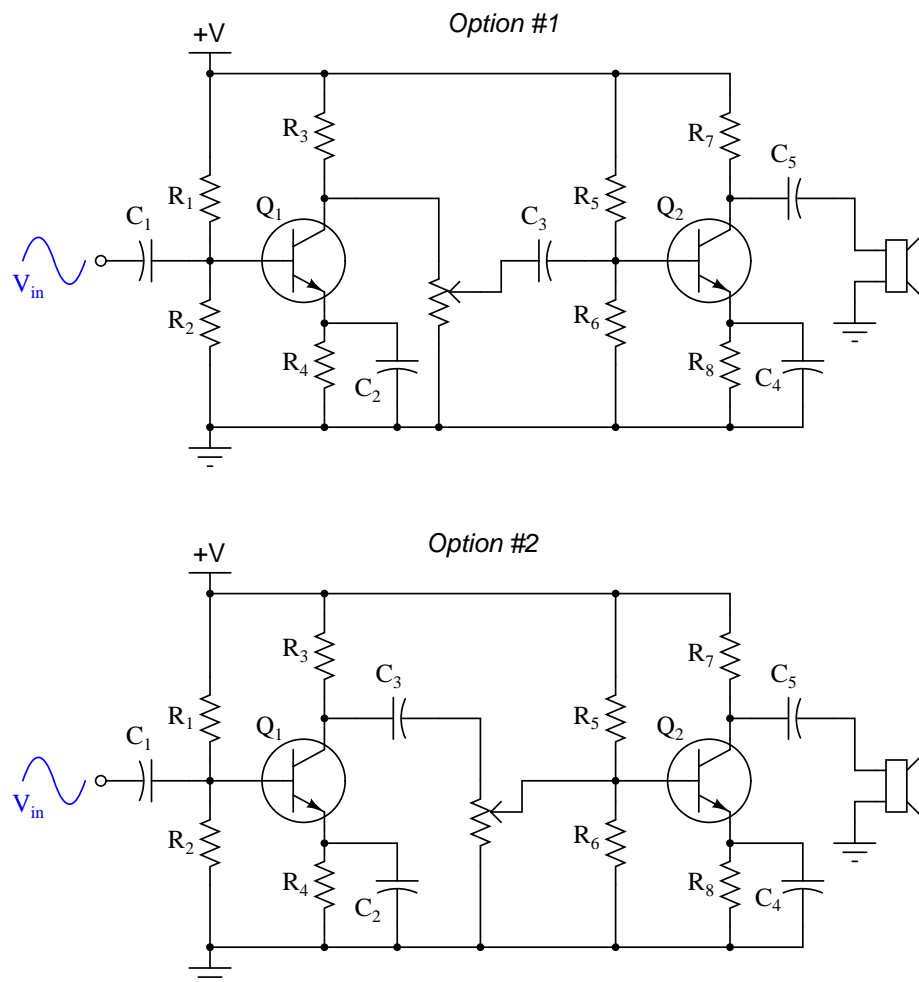 Option #1
+V
R3
R7
C5
R1
Q1
C3
R5
Q2
C1
Vin
R2
R6
R4
C2
R8
C4
Option #2
+V
R3
C3
R7
C5
R1
Q1
R5
Q2
C1
Vin
R2
R6
R4
C2
R8
C4